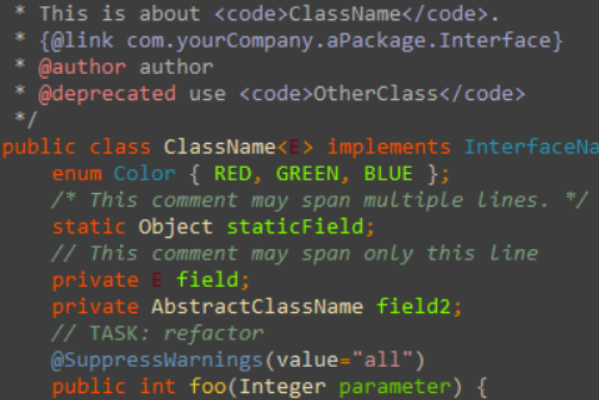 * This is about <code>ClassName</code>.
* {@link com.yourCompany.aPackage.Interface}
* @author author
* @deprecated use <code>OtherClass</code>
*/
public class ClassName<E> implements InterfaceNa
enum Color { RED, GREEN, BLUE };
/* This comment may span multiple lines. */
static Object staticField;
// This comment may span only this line
private E field;
private AbstractClassName field2;
// TASK: refactor
@SuppressWarnings(value="all")
public int foo(Integer parameter) {